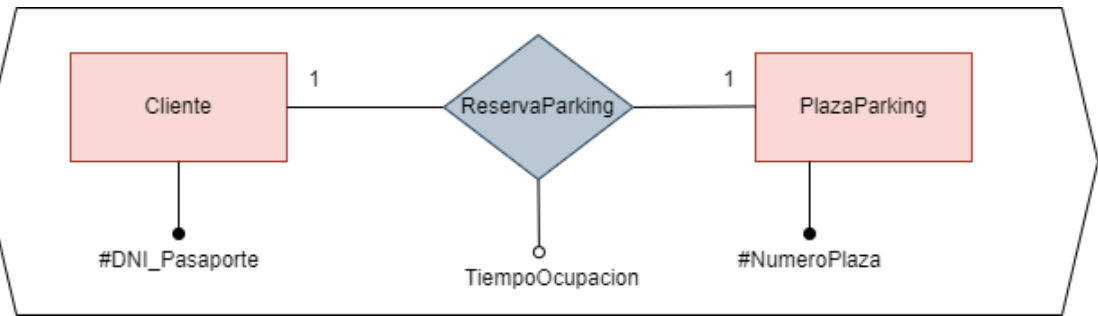 1
1
Cliente
ReservaParking
PlazaParking
#DNI_Pasaporte
#NumeroPlaza
TiempoOcupacion